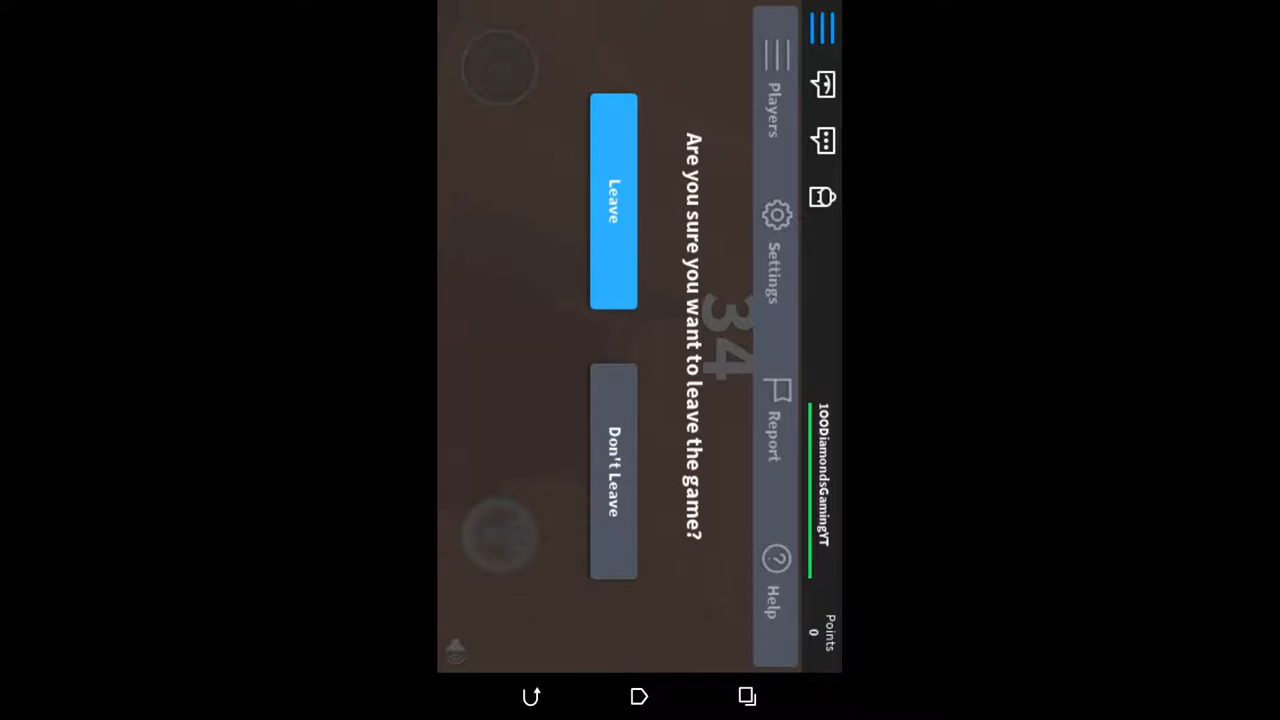 100DiamondsGamingYT
Points
0
Players
Settings
Report
Help
34
Are you sure you want to leave the game?
Leave
Don't Leave